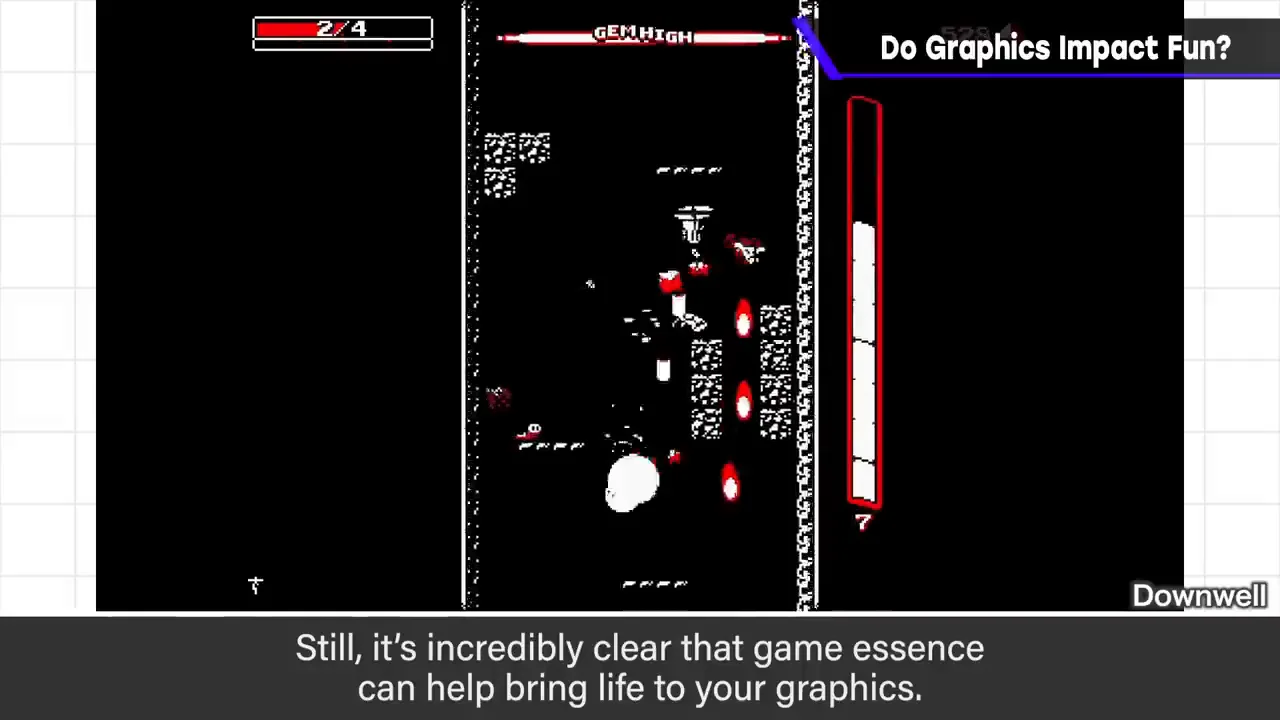 2/4
GEM HIGH
Do Graphics Impact Fun?
7
Downwell
Still, it's incredibly clear that game essence
can help bring life to your graphics.